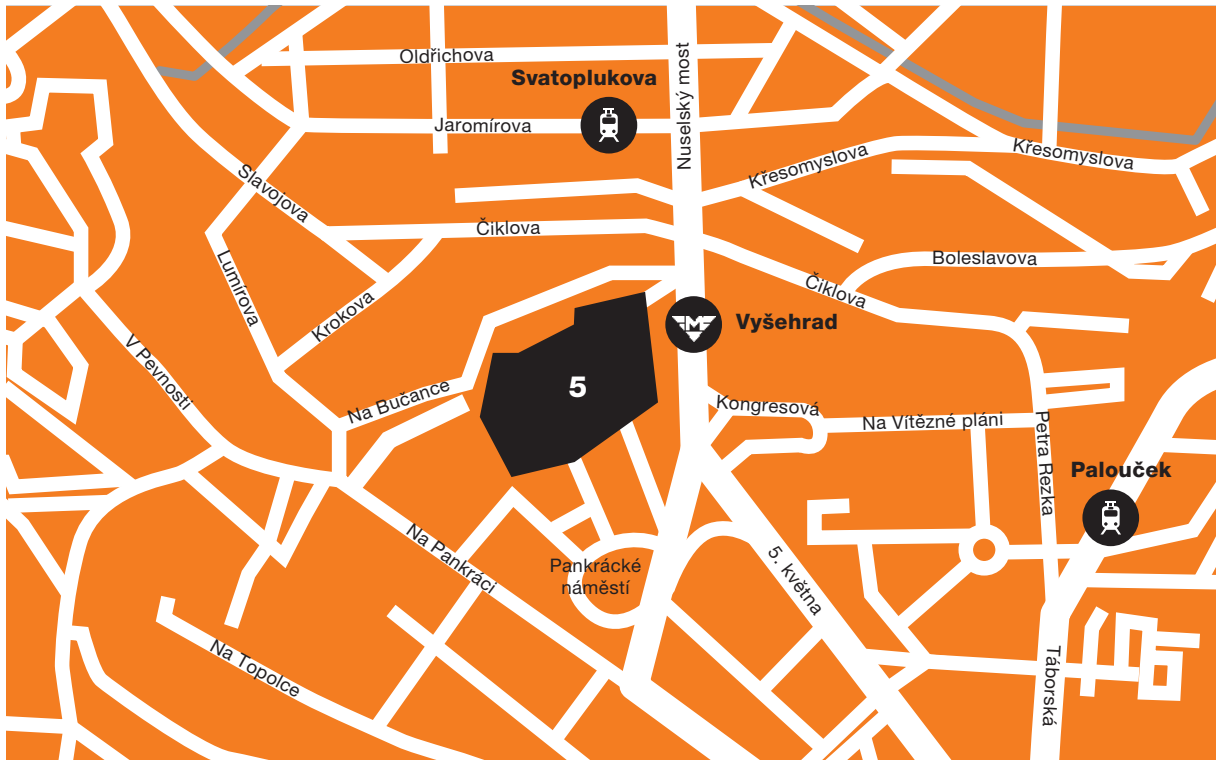 Oldřichova
Svatoplukova
Nuselský most
Jaromírova
Křesomyslova
Křesomyslova
Slavojova
Čiklova
Boleslavova
Lumírova
Čiklova
Krokova
Vyšehrad
V Pevnosti
5
Na Bučance
Kongresová
Na Vítězné pláni
Petra Rezka
Palouček
Na Pankráci
Pankrácké
náměstí
5. května
Na Topolce
Táborská